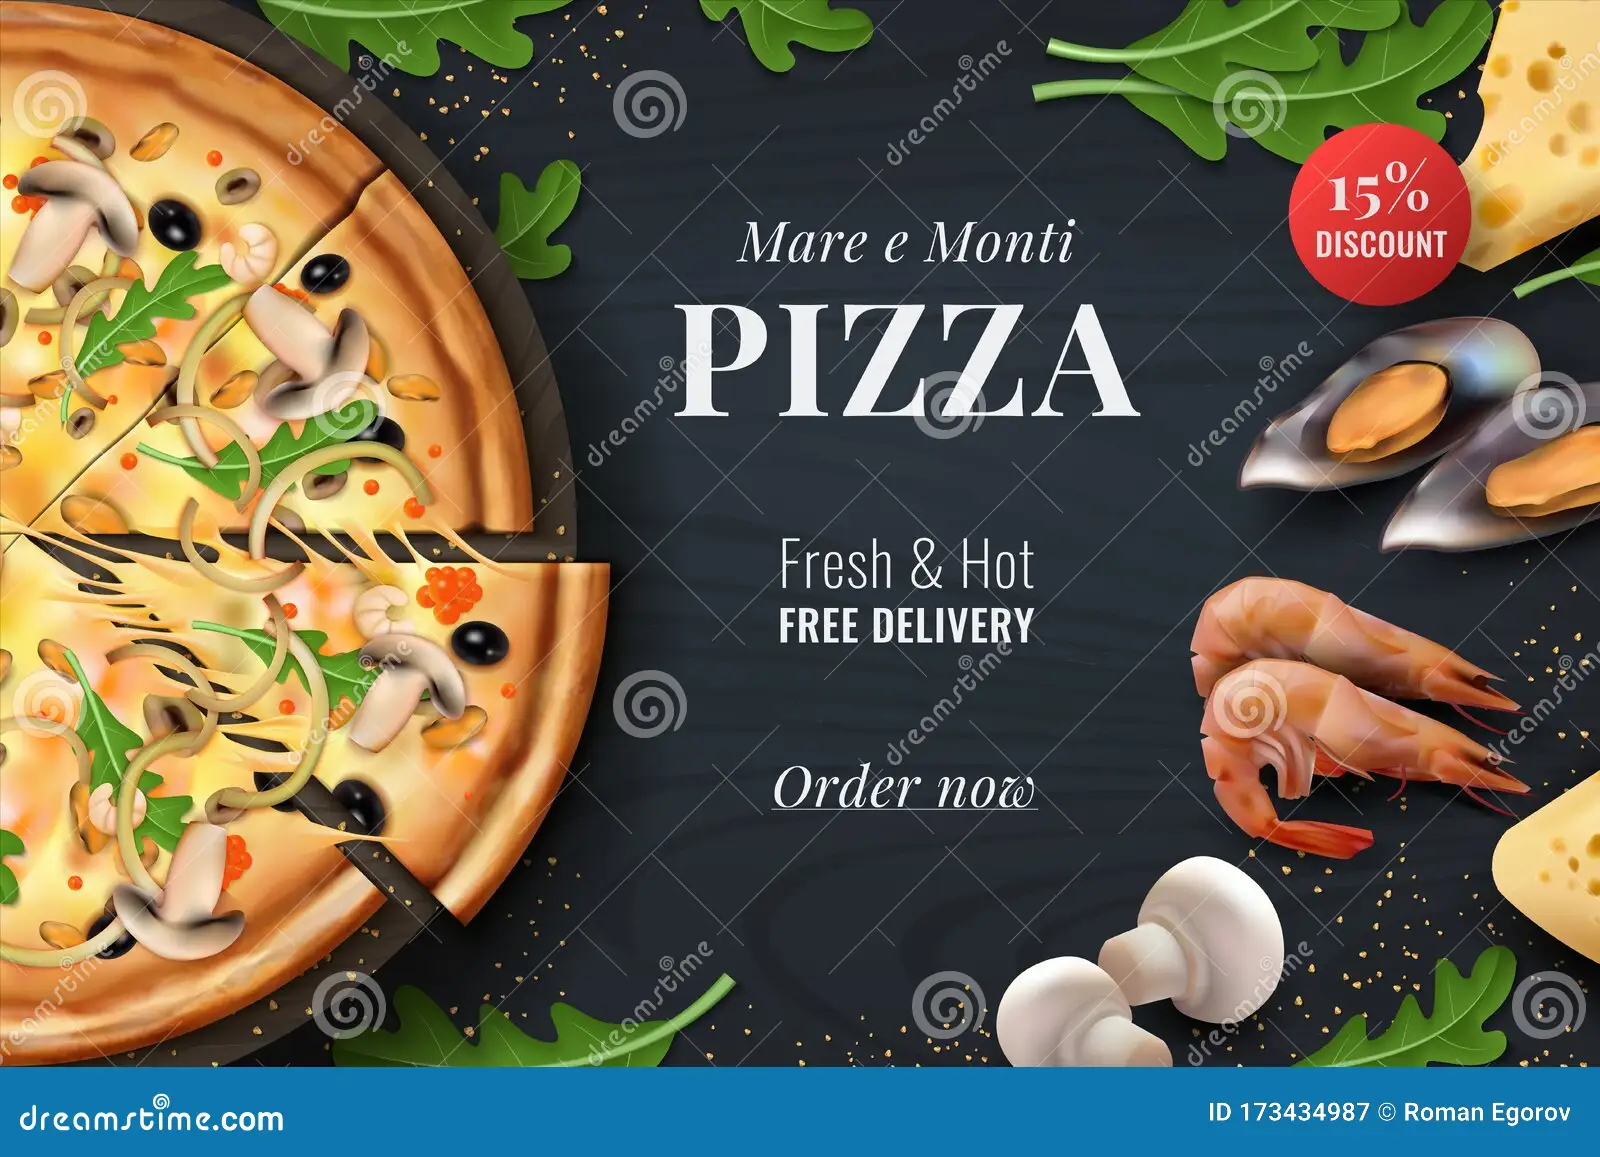 Mare e Monti
PIZZA
15%
DISCOUNT
Fresh & Hot
FREE DELIVERY
Order now
dreamstime.com
ID 173434987 © Roman Egorov